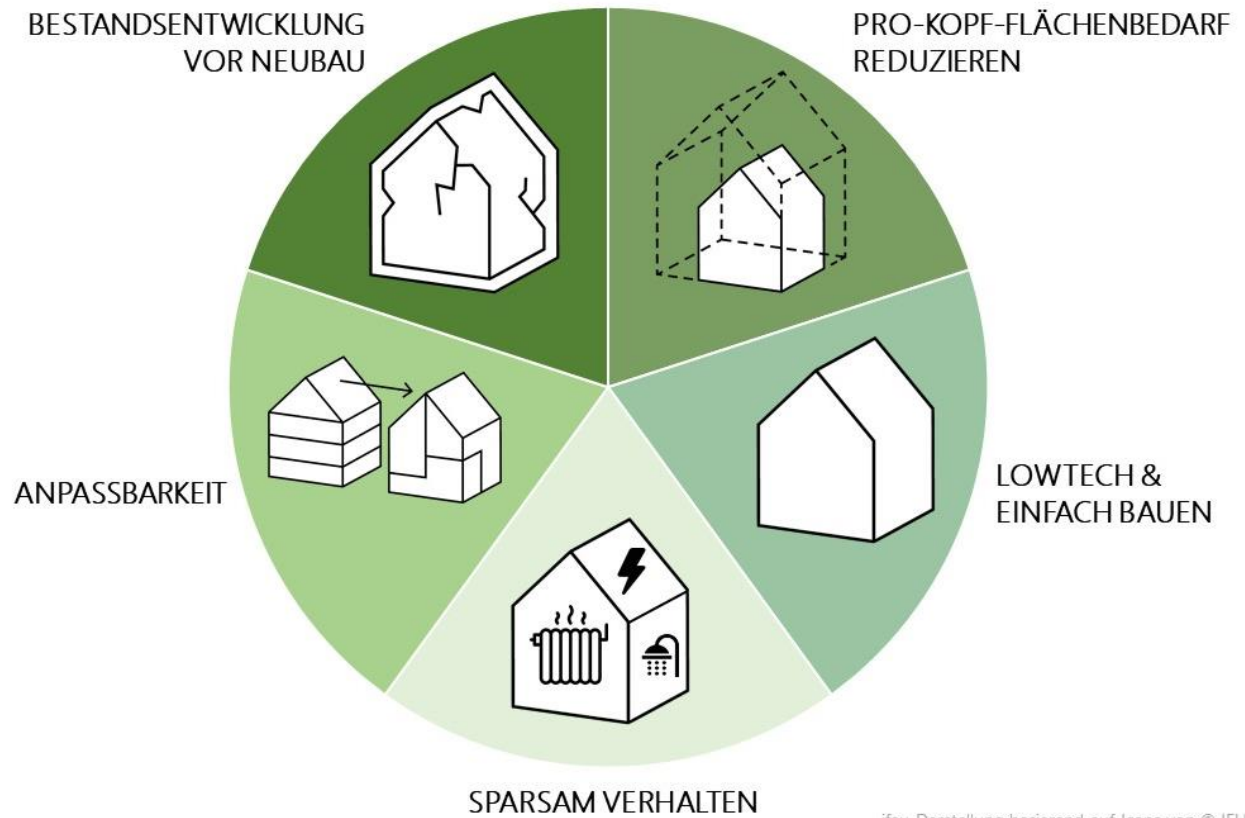 BESTANDSENTWICKLUNG
VOR NEUBAU
PRO-KOPF-FLÄCHENBEDARF
REDUZIEREN
ANPASSBARKEIT
LOWTECH &
EINFACH BAUEN
SPARSAM VERHALTEN